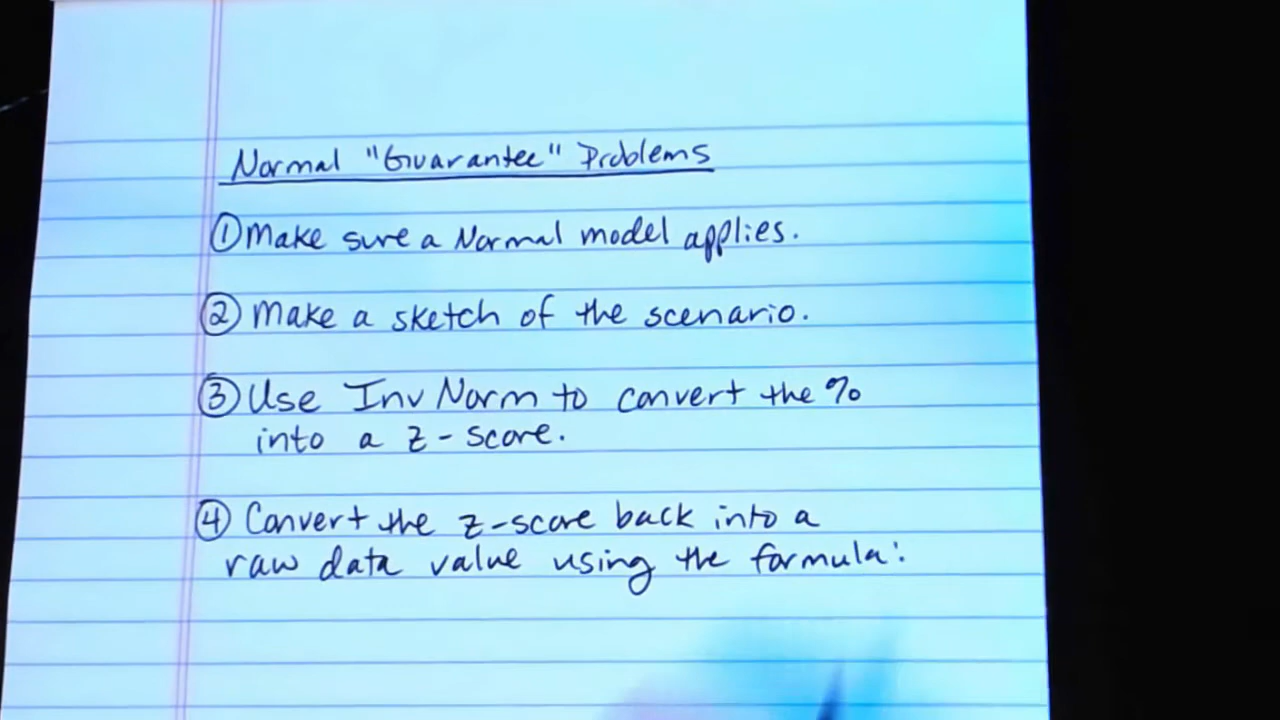 Normal "Guarantee" Problems
① Make sure a Normal model applies.
② Make a sketch of the scenario.
③ Use InvNorm to convert the %
into a z-score.
④ Convert the z-score back into a
raw data value using the formula: